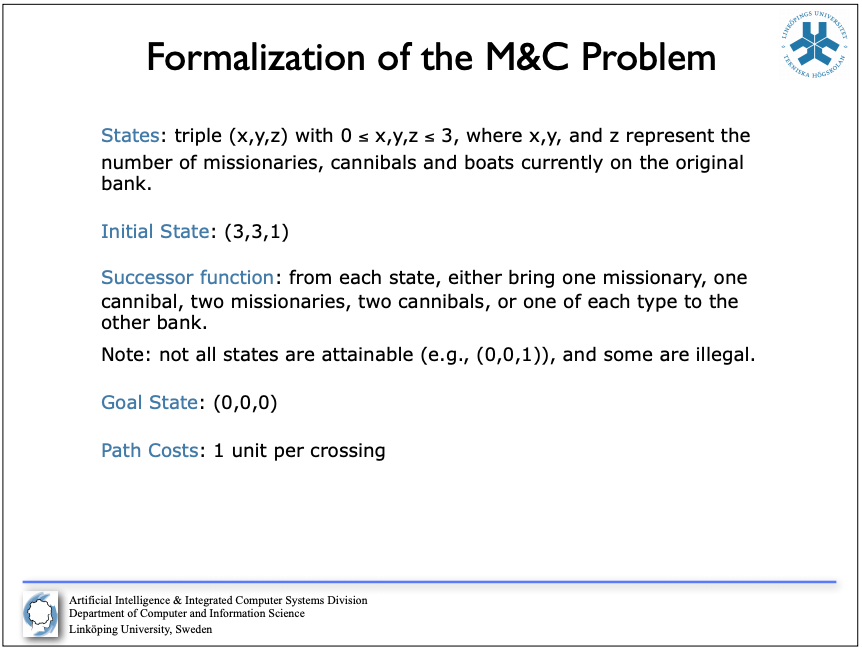 Formalization of the M&C Problem
LINKÖPINGS UNIVERSITET
TEKNISKA HÖGSKOLAN
States: triple (x,y,z) with 0 ≤ x,y,z ≤ 3, where x,y, and z represent the
number of missionaries, cannibals and boats currently on the original
bank.
Initial State: (3,3,1)
Successor function: from each state, either bring one missionary, one
cannibal, two missionaries, two cannibals, or one of each type to the
other bank.
Note: not all states are attainable (e.g., (0,0,1)), and some are illegal.
Goal State: (0,0,0)
Path Costs: 1 unit per crossing
Artificial Intelligence & Integrated Computer Systems Division
Department of Computer and Information Science
Linköping University, Sweden